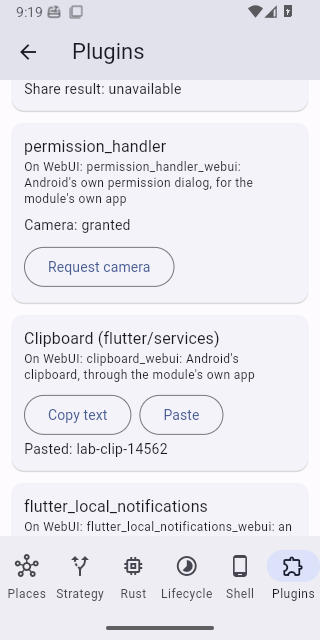 9:19
Plugins
Share result: unavailable
permission_handler
On WebUI: permission_handler_webui:
Android's own permission dialog, for the
module's own app
Camera: granted
Request camera
Clipboard (flutter/services)
On WebUI: clipboard_webui: Android's
clipboard, through the module's own app
Copy text
Paste
Pasted: lab-clip-14562
flutter_local_notifications
On WebUI: flutter_local_notifications_webui: an
Places
Strategy
Rust
Lifecycle
Shell
Plugins